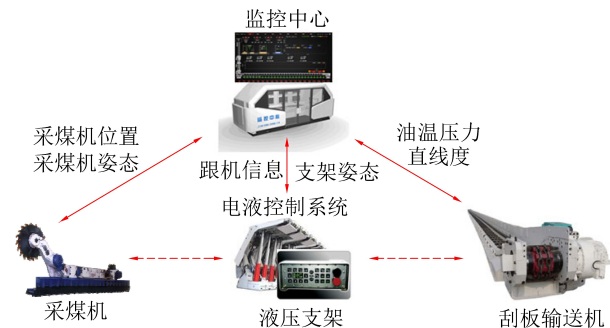 监控中心
采煤机位置
采煤机姿态
跟机信息
支架姿态
油温压力
直线度
电液控制系统
采煤机
液压支架
刮板输送机